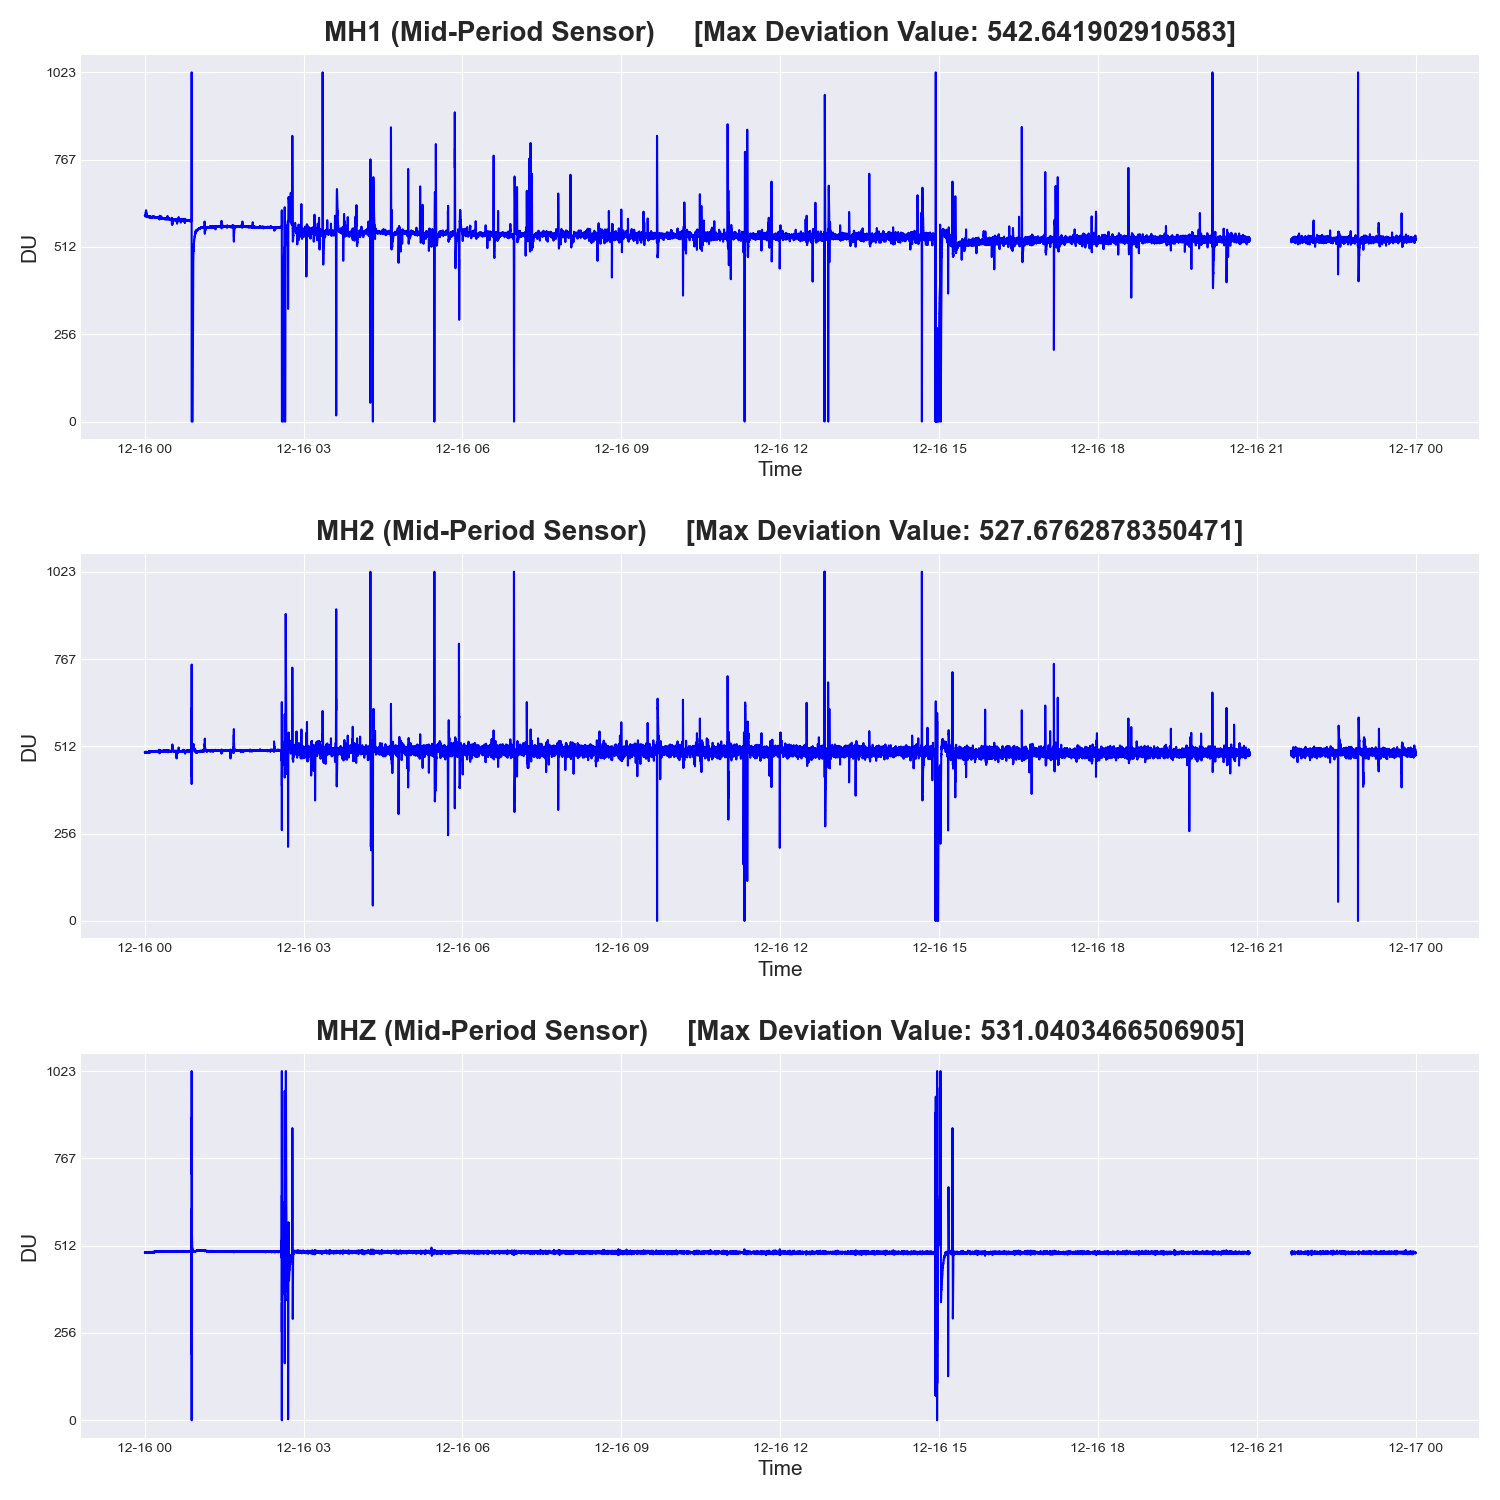 MH1 (Mid-Period Sensor) [Max Deviation Value: 542.641902910583]
1023
767
512
256
0
DU
12-16 00 12-16 03 12-16 06 12-16 09 12-16 12 12-16 15 12-16 18 12-16 21 12-17 00
Time
MH2 (Mid-Period Sensor) [Max Deviation Value: 527.6762878350471]
1023
767
512
256
0
DU
12-16 00 12-16 03 12-16 06 12-16 09 12-16 12 12-16 15 12-16 18 12-16 21 12-17 00
Time
MHZ (Mid-Period Sensor) [Max Deviation Value: 531.0403466506905]
1023
767
512
256
0
DU
12-16 00 12-16 03 12-16 06 12-16 09 12-16 12 12-16 15 12-16 18 12-16 21 12-17 00
Time